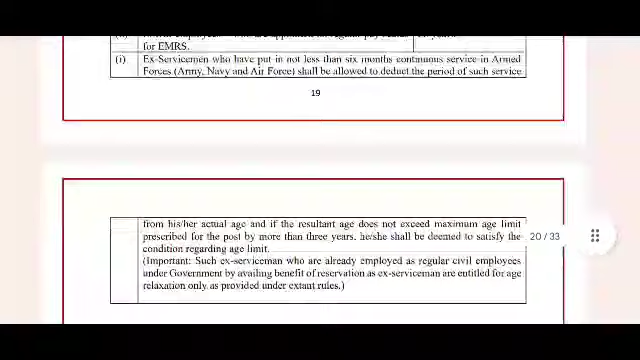 for EMRS.
(i) Ex-Servicemen who have put in not less than six months continuous service in Armed
Forces (Army, Navy and Air Force) shall be allowed to deduct the period of such service
19
from his/her actual age and if the resultant age does not exceed maximum age limit
prescribed for the post by more than three years, he/she shall be deemed to satisfy the
condition regarding age limit.
20 / 33
(Important: Such ex-serviceman who are already employed as regular civil employees
under Government by availing benefit of reservation as ex-serviceman are entitled for age
relaxation only as provided under extant rules.)